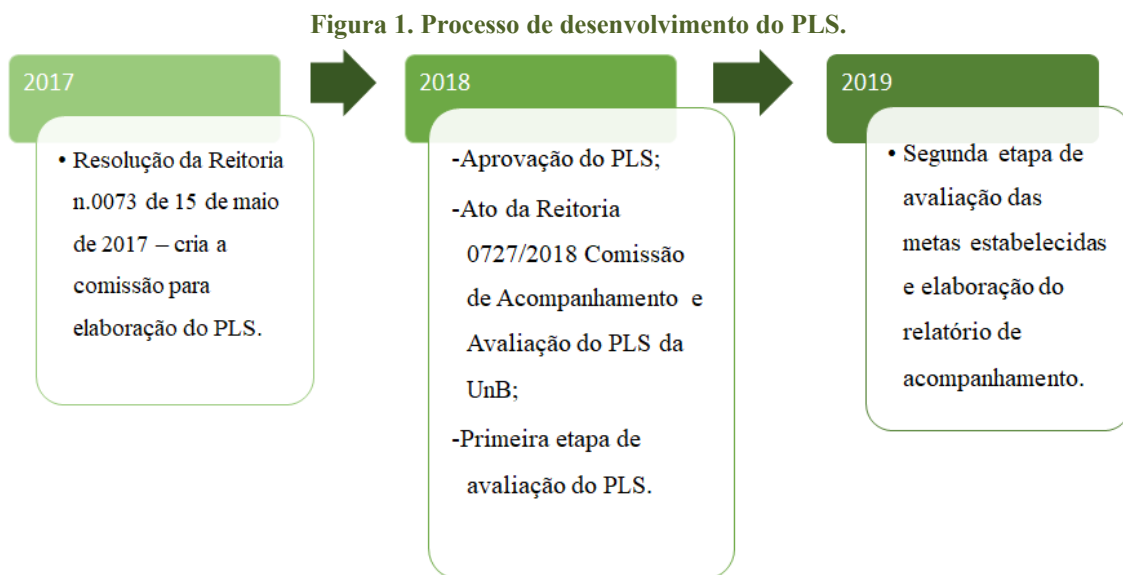 Figura 1. Processo de desenvolvimento do PLS.
2017
• Resolução da Reitoria
n.0073 de 15 de maio
de 2017 – cria a
comissão para
elaboração do PLS.
2018
-Aprovação do PLS;
-Ato da Reitoria
0727/2018 Comissão
de Acompanhamento e
Avaliação do PLS da
UnB;
-Primeira etapa de
avaliação do PLS.
2019
• Segunda etapa de
avaliação das
metas estabelecidas
e elaboração do
relatório de
acompanhamento.